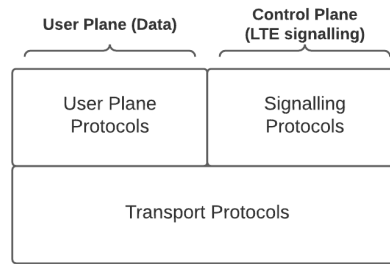 User Plane (Data)
Control Plane
(LTE signalling)
User Plane
Protocols
Signalling
Protocols
Transport Protocols